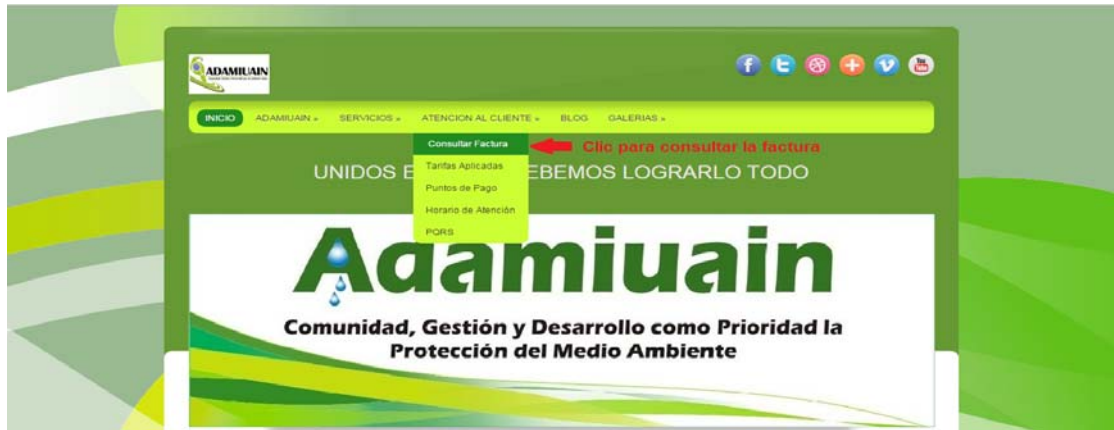 ADAMIUAIN
INICIO ADAMIUAIN » SERVICIOS » ATENCION AL CLIENTE » BLOG GALERIAS »
Consultar Factura
Clic para consultar la factura
Tarifas Aplicadas
Puntos de Pago
Horario de Atención
PQRS
UNIDOS LOGRARLO TODO
Adamiuain
Comunidad, Gestión y Desarrollo como Prioridad la
Protección del Medio Ambiente